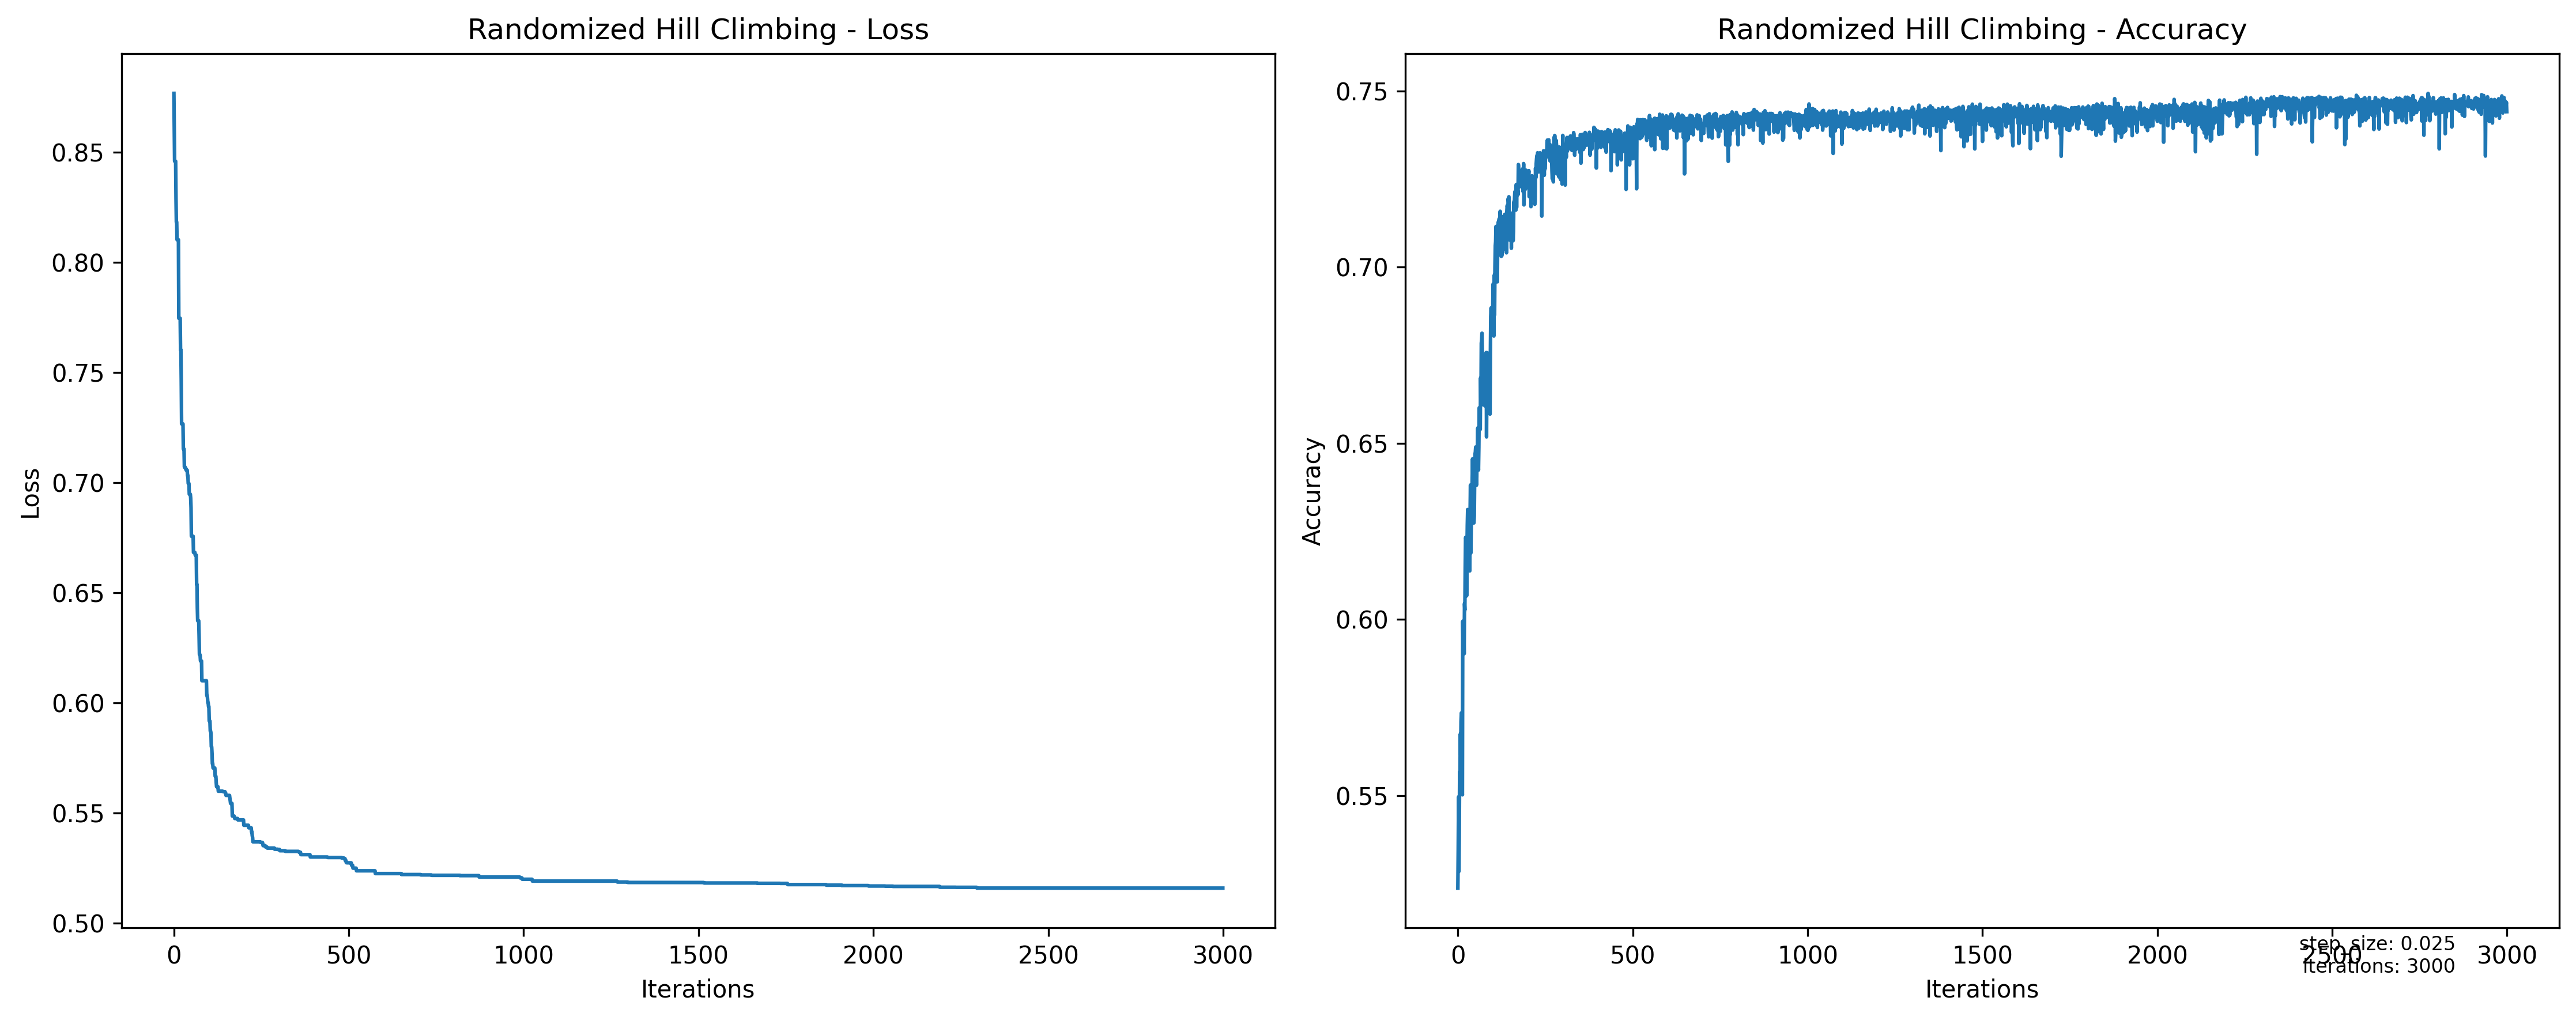 Randomized Hill Climbing - Loss
0.85
0.80
0.75
0.70
0.65
0.60
0.55
0.50
Loss
0 500 1000 1500 2000 2500 3000
Iterations
Randomized Hill Climbing - Accuracy
0.75
0.70
0.65
0.60
0.55
Accuracy
0 500 1000 1500 2000 2500 3000
Iterations
step_size: 0.025
iterations: 3000